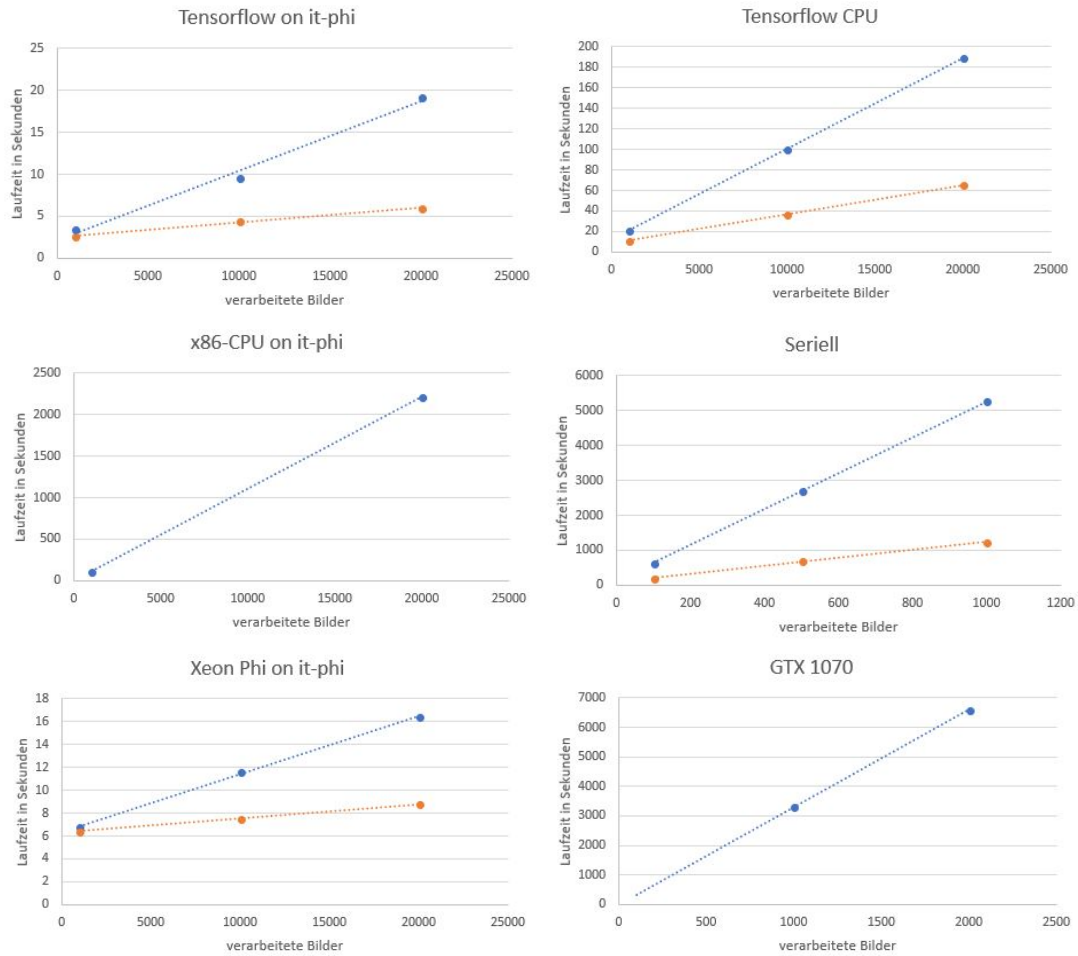 Tensorflow on it-phi
25
20
15
10
5
0
0 5000 10000 15000 20000 25000
Laufzeit in Sekunden
verarbeitete Bilder
Tensorflow CPU
200
180
160
140
120
100
80
60
40
20
0
0 5000 10000 15000 20000 25000
Laufzeit in Sekunden
verarbeitete Bilder
x86-CPU on it-phi
2500
2000
1500
1000
500
0
0 5000 10000 15000 20000 25000
Laufzeit in Sekunden
verarbeitete Bilder
Seriell
6000
5000
4000
3000
2000
1000
0
0 200 400 600 800 1000 1200
Laufzeit in Sekunden
verarbeitete Bilder
Xeon Phi on it-phi
18
16
14
12
10
8
6
4
2
0
0 5000 10000 15000 20000 25000
Laufzeit in Sekunden
verarbeitete Bilder
GTX 1070
7000
6000
5000
4000
3000
2000
1000
0
0 500 1000 1500 2000 2500
Laufzeit in Sekunden
verarbeitete Bilder